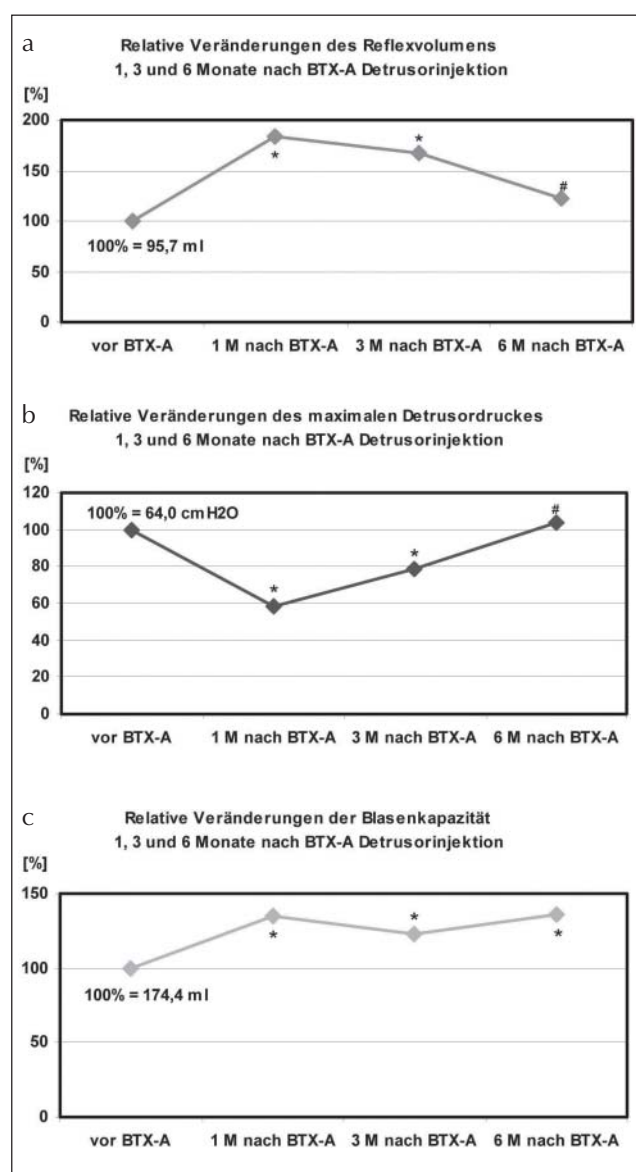 a
Relative Veränderungen des Reflexvolumens
1, 3 und 6 Monate nach BTX-A Detrusorinjektion
[%]
200
150
100
50
0
*
*
#
100% = 95,7 ml
vor BTX-A 1 M nach BTX-A 3 M nach BTX-A 6 M nach BTX-A
b
Relative Veränderungen des maximalen Detrusordruckes
1, 3 und 6 Monate nach BTX-A Detrusorinjektion
[%]
120
100
80
60
40
20
0
100% = 64,0 cmH2O
*
*
#
vor BTX-A 1 M nach BTX-A 3 M nach BTX-A 6 M nach BTX-A
c
Relative Veränderungen der Blasenkapazität
1, 3 und 6 Monate nach BTX-A Detrusorinjektion
[%]
150
100
50
0
*
*
*
100% = 174,4 ml
vor BTX-A 1 M nach BTX-A 3 M nach BTX-A 6 M nach BTX-A